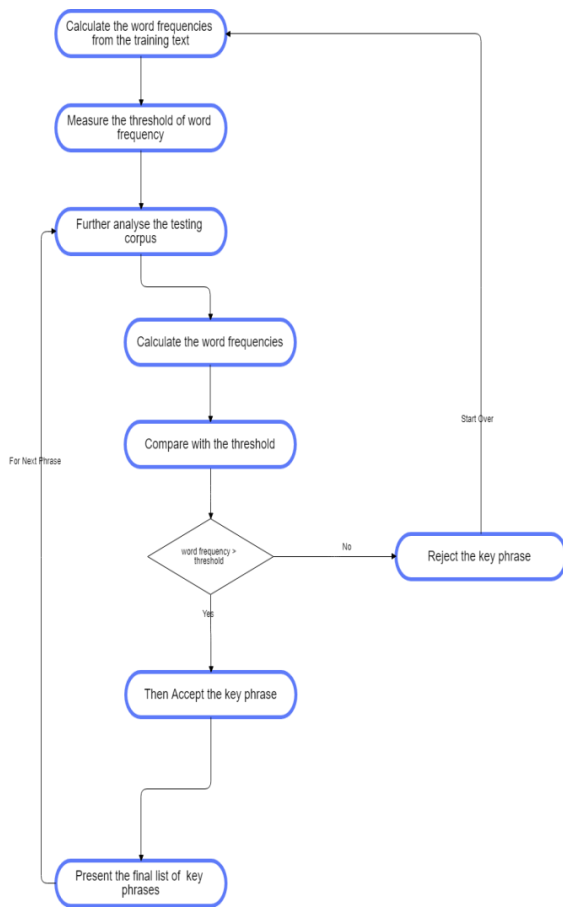 Calculate the word frequencies
from the training text
Measure the threshold of word
frequency
Further analyse the testing
corpus
Calculate the word frequencies
Compare with the threshold
Start Over
For Next Phrase
word frequency >
threshold
No
Reject the key phrase
Yes
Then Accept the key phrase
Present the final list of key
phrases